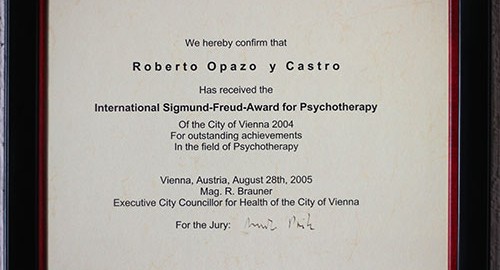 We hereby confirm that
Roberto Opazo y Castro
Has received the
International Sigmund-Freud-Award for Psychotherapy
Of the City of Vienna 2004
For outstanding achievements
In the field of Psychotherapy
Vienna, Austria, August 28th, 2005
Mag. R. Brauner
Executive City Councillor for Health of the City of Vienna
For the Jury: